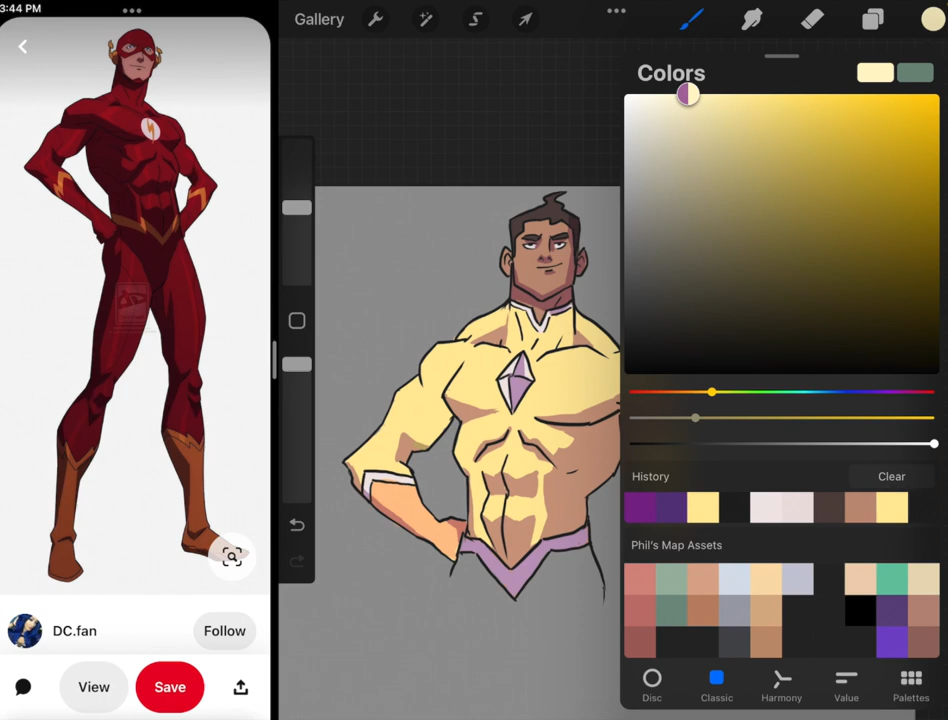 3:44 PM
DC.fan
Follow
View
Save
Gallery
Colors
History
Clear
Phil's Map Assets
Disc
Classic
Harmony
Value
Palettes